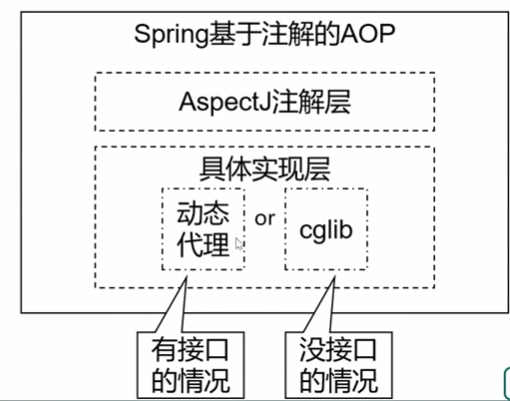 Spring基于注解的AOP
AspectJ注解层
具体实现层
动态
代理
or
cglib
有接口
的情况
没接口
的情况